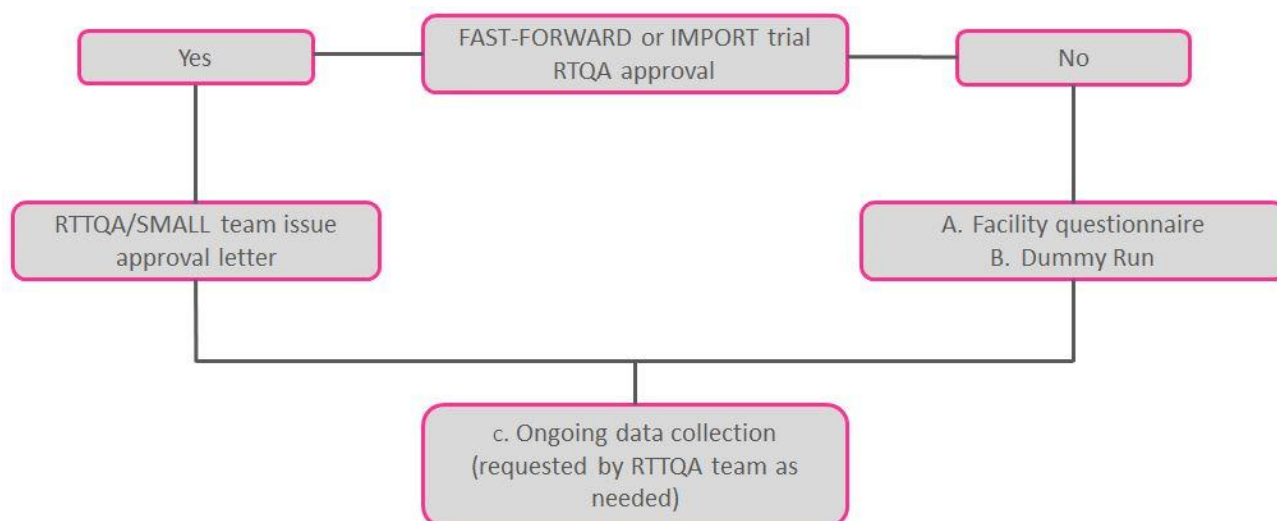 FAST-FORWARD or IMPORT trial
RTQA approval
Yes
No
RTTQA/SMALL team issue
approval letter
A. Facility questionnaire
B. Dummy Run
c. Ongoing data collection
(requested by RTTQA team as
needed)